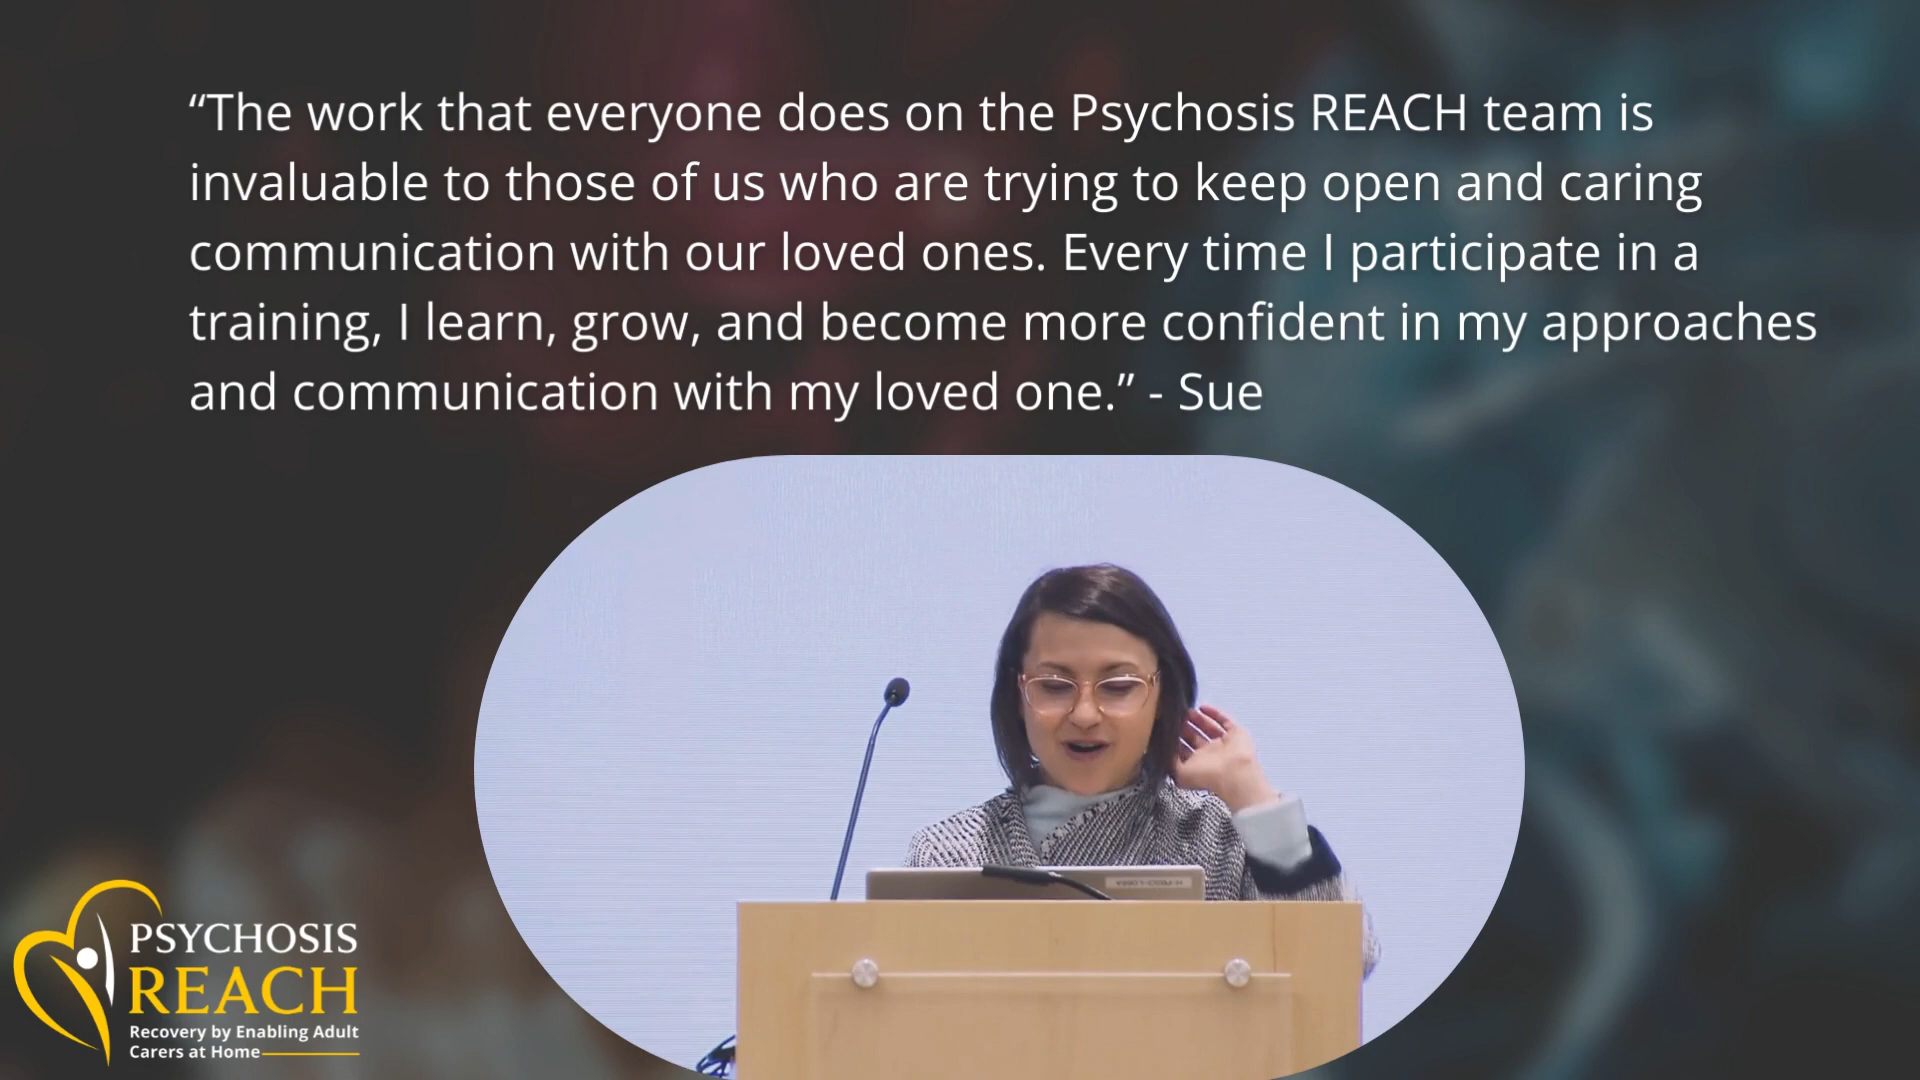 “The work that everyone does on the Psychosis REACH team is
invaluable to those of us who are trying to keep open and caring
communication with our loved ones. Every time I participate in a
training, I learn, grow, and become more confident in my approaches
and communication with my loved one.” - Sue
PSYCHOSIS
REACH
Recovery by Enabling Adult
Carers at Home